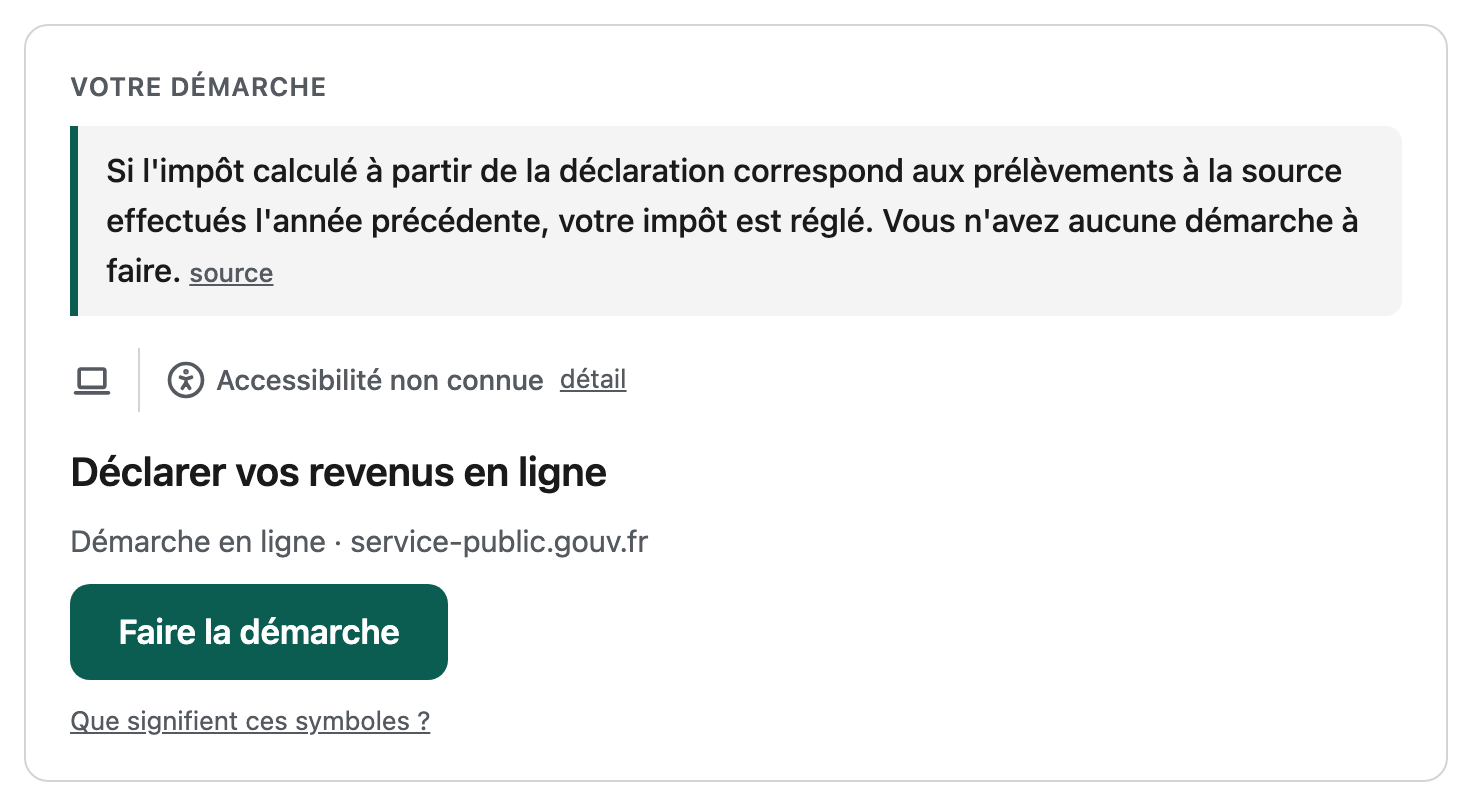 VOTRE DÉMARCHE
Si l'impôt calculé à partir de la déclaration correspond aux prélèvements à la source
effectués l'année précédente, votre impôt est réglé. Vous n'avez aucune démarche à
faire. source
Accessibilité non connue détail
Déclarer vos revenus en ligne
Démarche en ligne · service-public.gouv.fr
Faire la démarche
Que signifient ces symboles ?